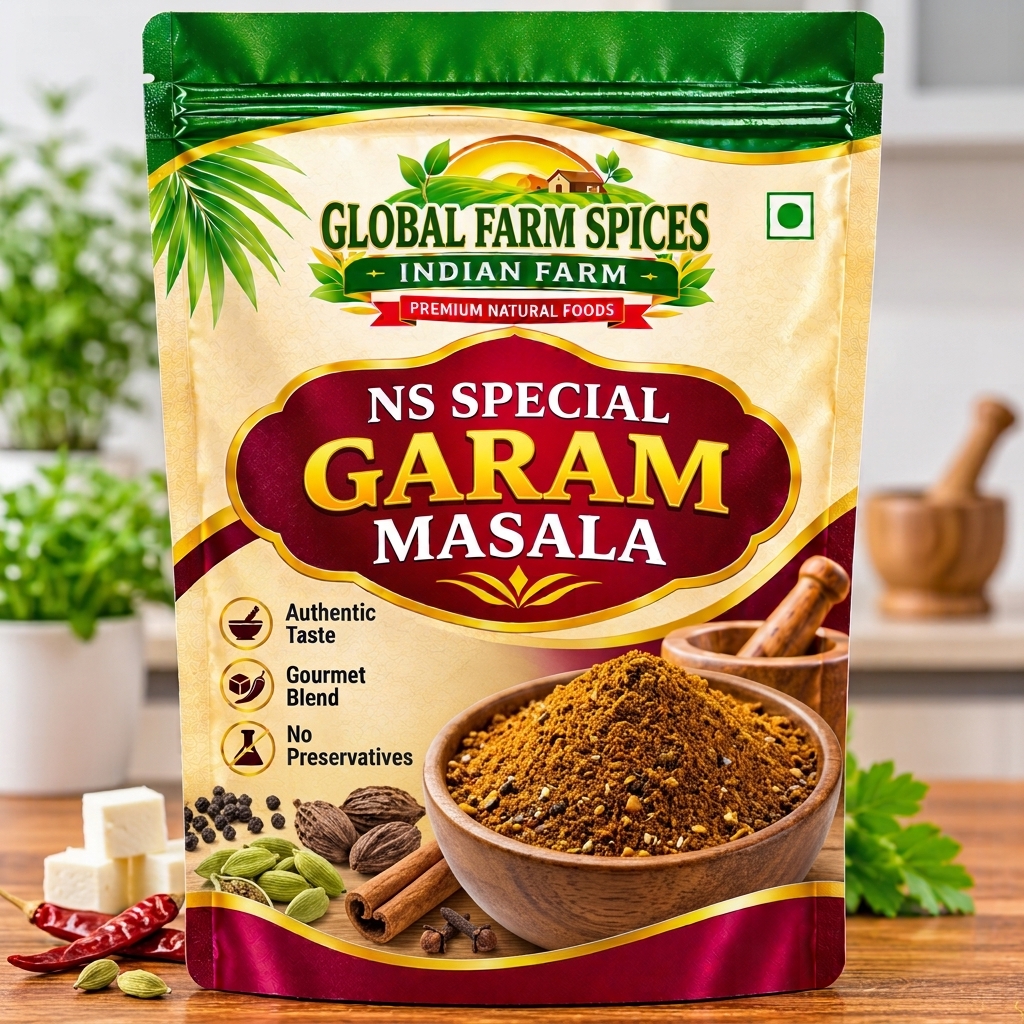 GLOBAL FARM SPICES
INDIAN FARM
PREMIUM NATURAL FOODS
NS SPECIAL
GARAM
MASALA
Authentic
Taste
Gourmet
Blend
No
Preservatives